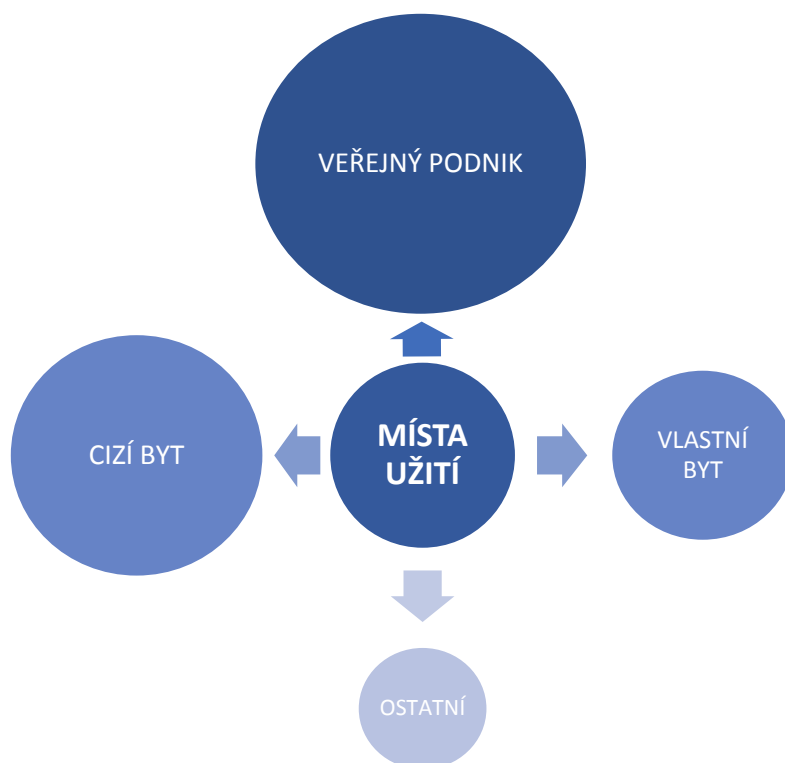 VEŘEJNÝ PODNIK
CIZÍ BYT
MÍSTA
UŽITÍ
VLASTNÍ
BYT
OSTATNÍ